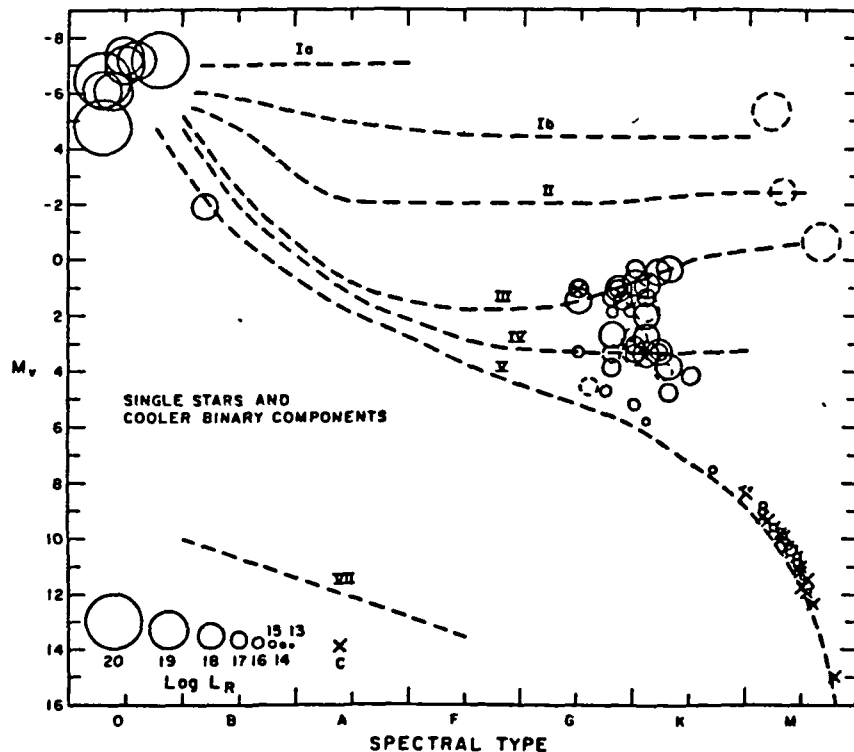 -8
-6
-4
-2
0
2
4
6
8
10
12
14
16
Mv
Ia
Ib
II
III
IV
V
VII
SINGLE STARS AND
COOLER BINARY COMPONENTS
15 13
20 19 18 17 16 14 C
LOG LR
O B A F G K M
SPECTRAL TYPE